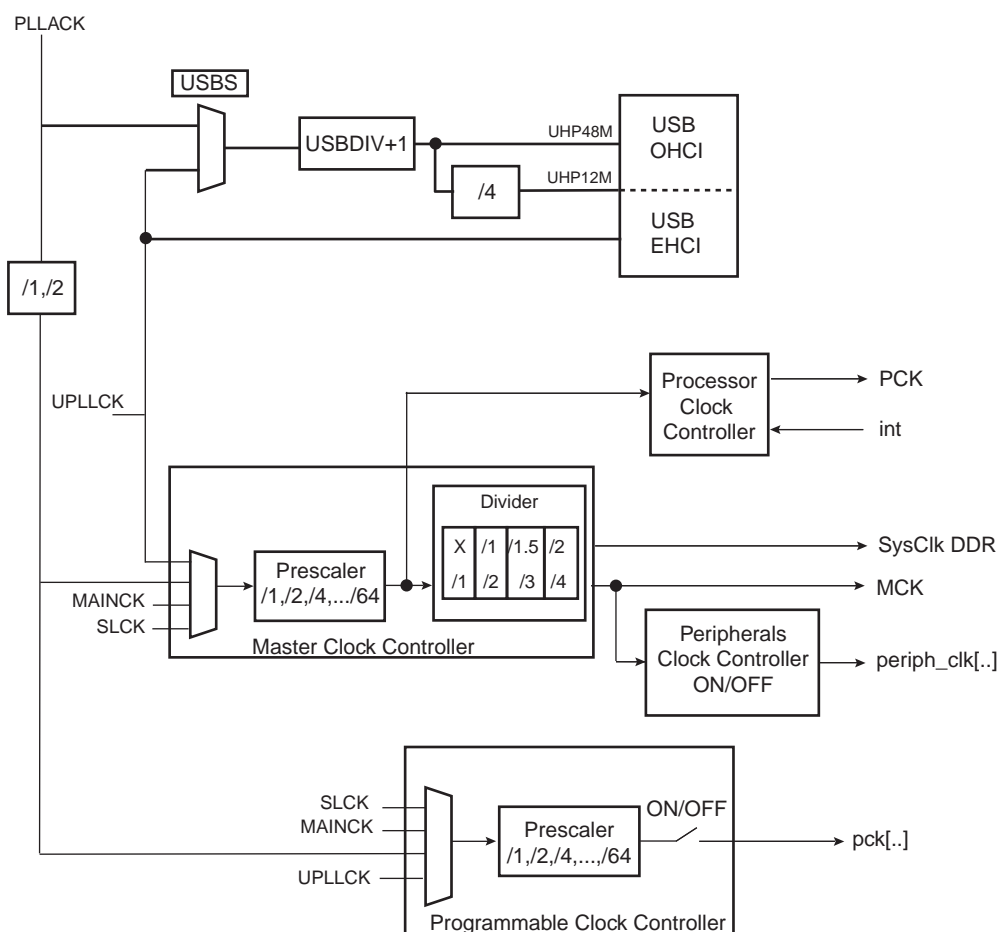 PLLACK
USBS
USBDIV+1
UHP48M
USB
OHCI
/4
UHP12M
USB
EHCI
/1,/2
UPLLCK
Processor
Clock
Controller
PCK
int
Divider
X /1 /1.5 /2
/1 /2 /3 /4
SysClk DDR
MCK
Prescaler
/1,/2,/4,.../64
MAINCK
SLCK
Master Clock Controller
Peripherals
Clock Controller
ON/OFF
periph_clk[..]
SLCK
MAINCK
UPLLCK
Prescaler
/1,/2,/4,...,/64
ON/OFF
pck[..]
Programmable Clock Controller